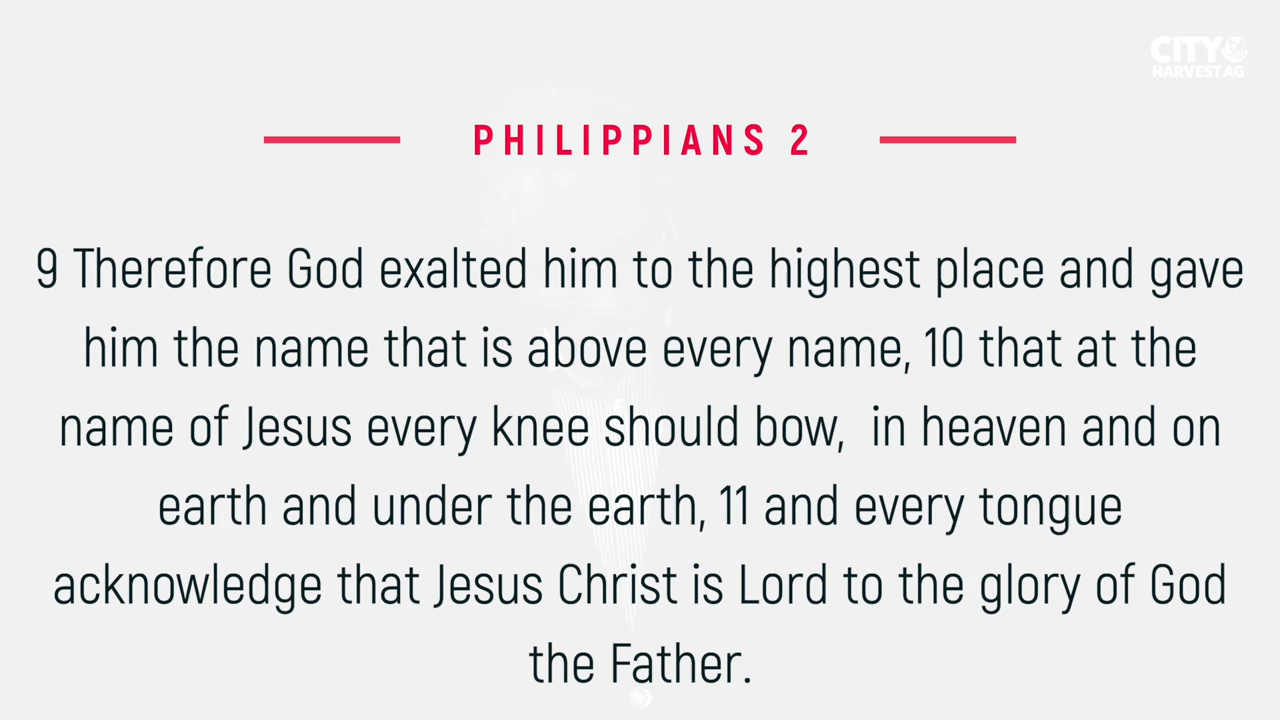 CITY
HARVEST AG
PHILIPPIANS 2
9 Therefore God exalted him to the highest place and gave
him the name that is above every name, 10 that at the
name of Jesus every knee should bow,  in heaven and on
earth and under the earth, 11 and every tongue
acknowledge that Jesus Christ is Lord to the glory of God
the Father.